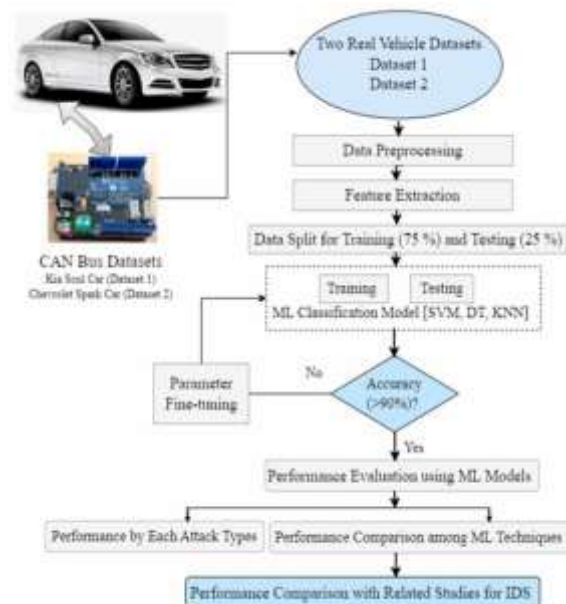 Two Real Vehicle Datasets
Dataset 1
Dataset 2
Data Preprocessing
Feature Extraction
CAN Bus Datasets
Kia Soul Car (Dataset 1)
Chevrolet Spark Car (Dataset 2)
Data Split for Training (75 %) and Testing (25 %)
Training
Testing
ML Classification Model [SVM, DT, KNN]
Parameter
Fine-tuning
No
Accuracy
(>90%)?
Yes
Performance Evaluation using ML Models
Performance by Each Attack Types
Performance Comparison among ML Techniques
Performance Comparison with Related Studies for IDS